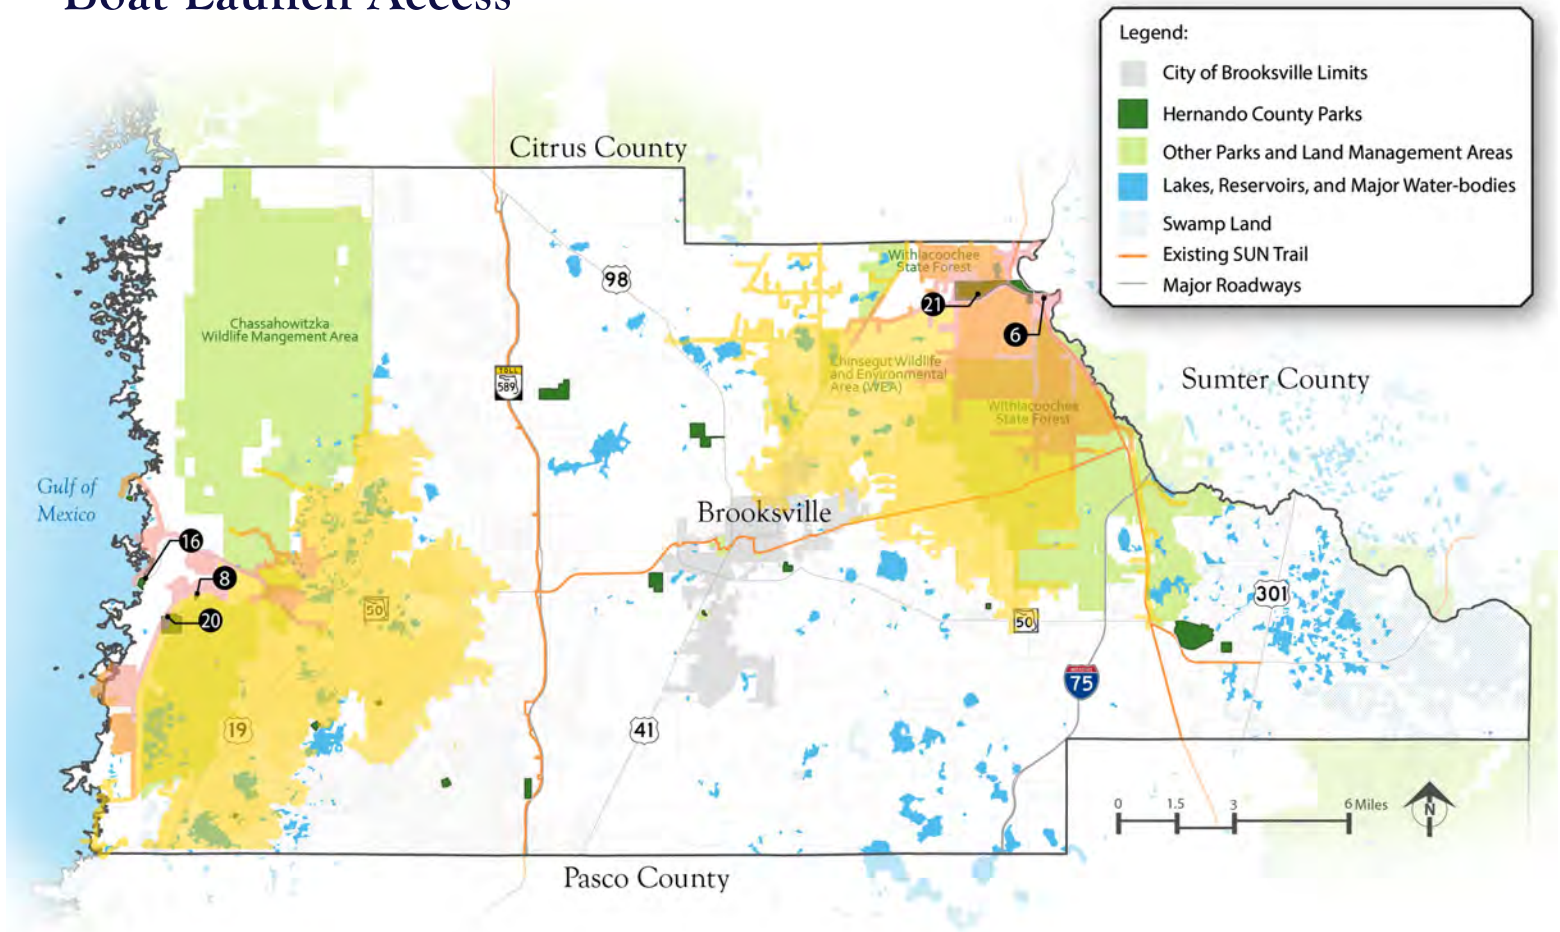 Boat Launch Access
Legend:
City of Brooksville Limits
Hernando County Parks
Other Parks and Land Management Areas
Lakes, Reservoirs, and Major Water-bodies
Swamp Land
Existing SUN Trail
Major Roadways
Citrus County
98
Withlacoochee
State Forest
21
6
Chassahowitzka
Wildlife Mangement Area
Chinsegut Wildlife
and Environmental
Area (WEA)
TOLL
589
Sumter County
Withlacoochee
State Forest
Gulf of
Mexico
Brooksville
16
8
20
50
50
301
75
19
41
0 1.5 3 6 Miles
N
Pasco County